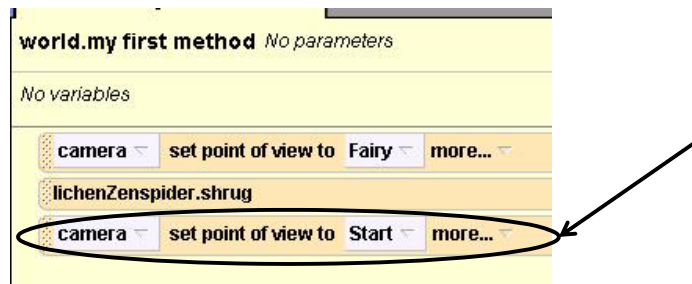 world.my first method No parameters
No variables
camera set point of view to Fairy more...
lichenZenspider.shrug
camera set point of view to Start more...